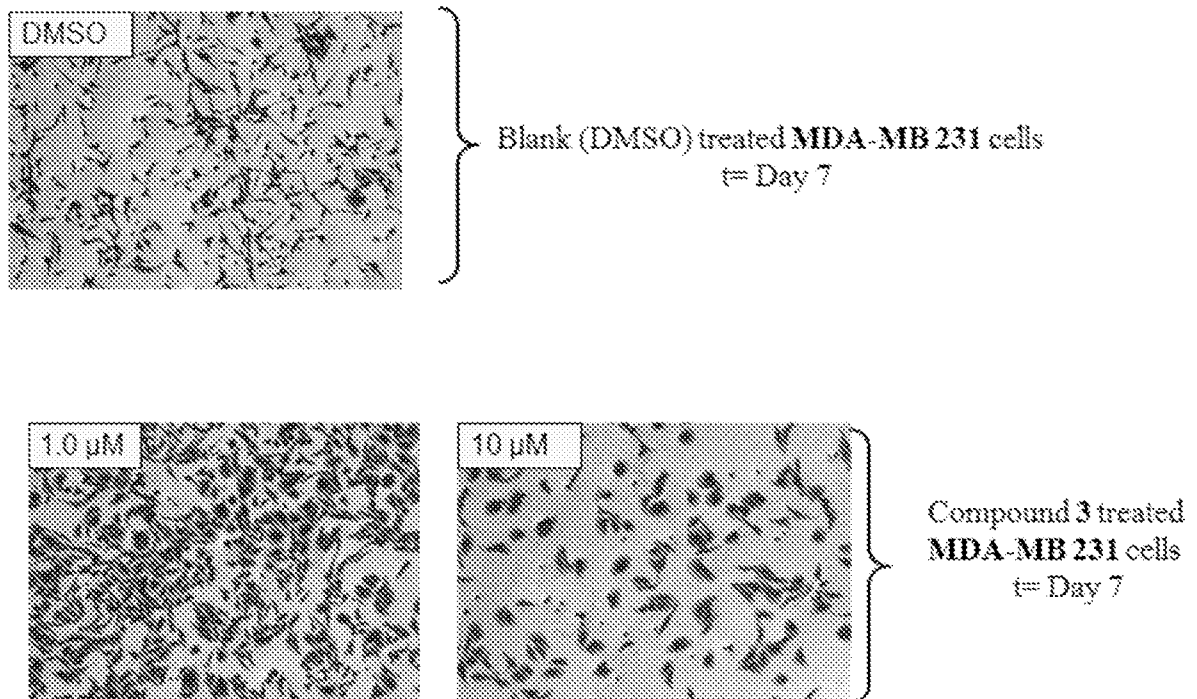 DMSO
Blank (DMSO) treated MDA-MB 231 cells
t= Day 7
1.0 µM
10 µM
Compound 3 treated
MDA-MB 231 cells
t= Day 7